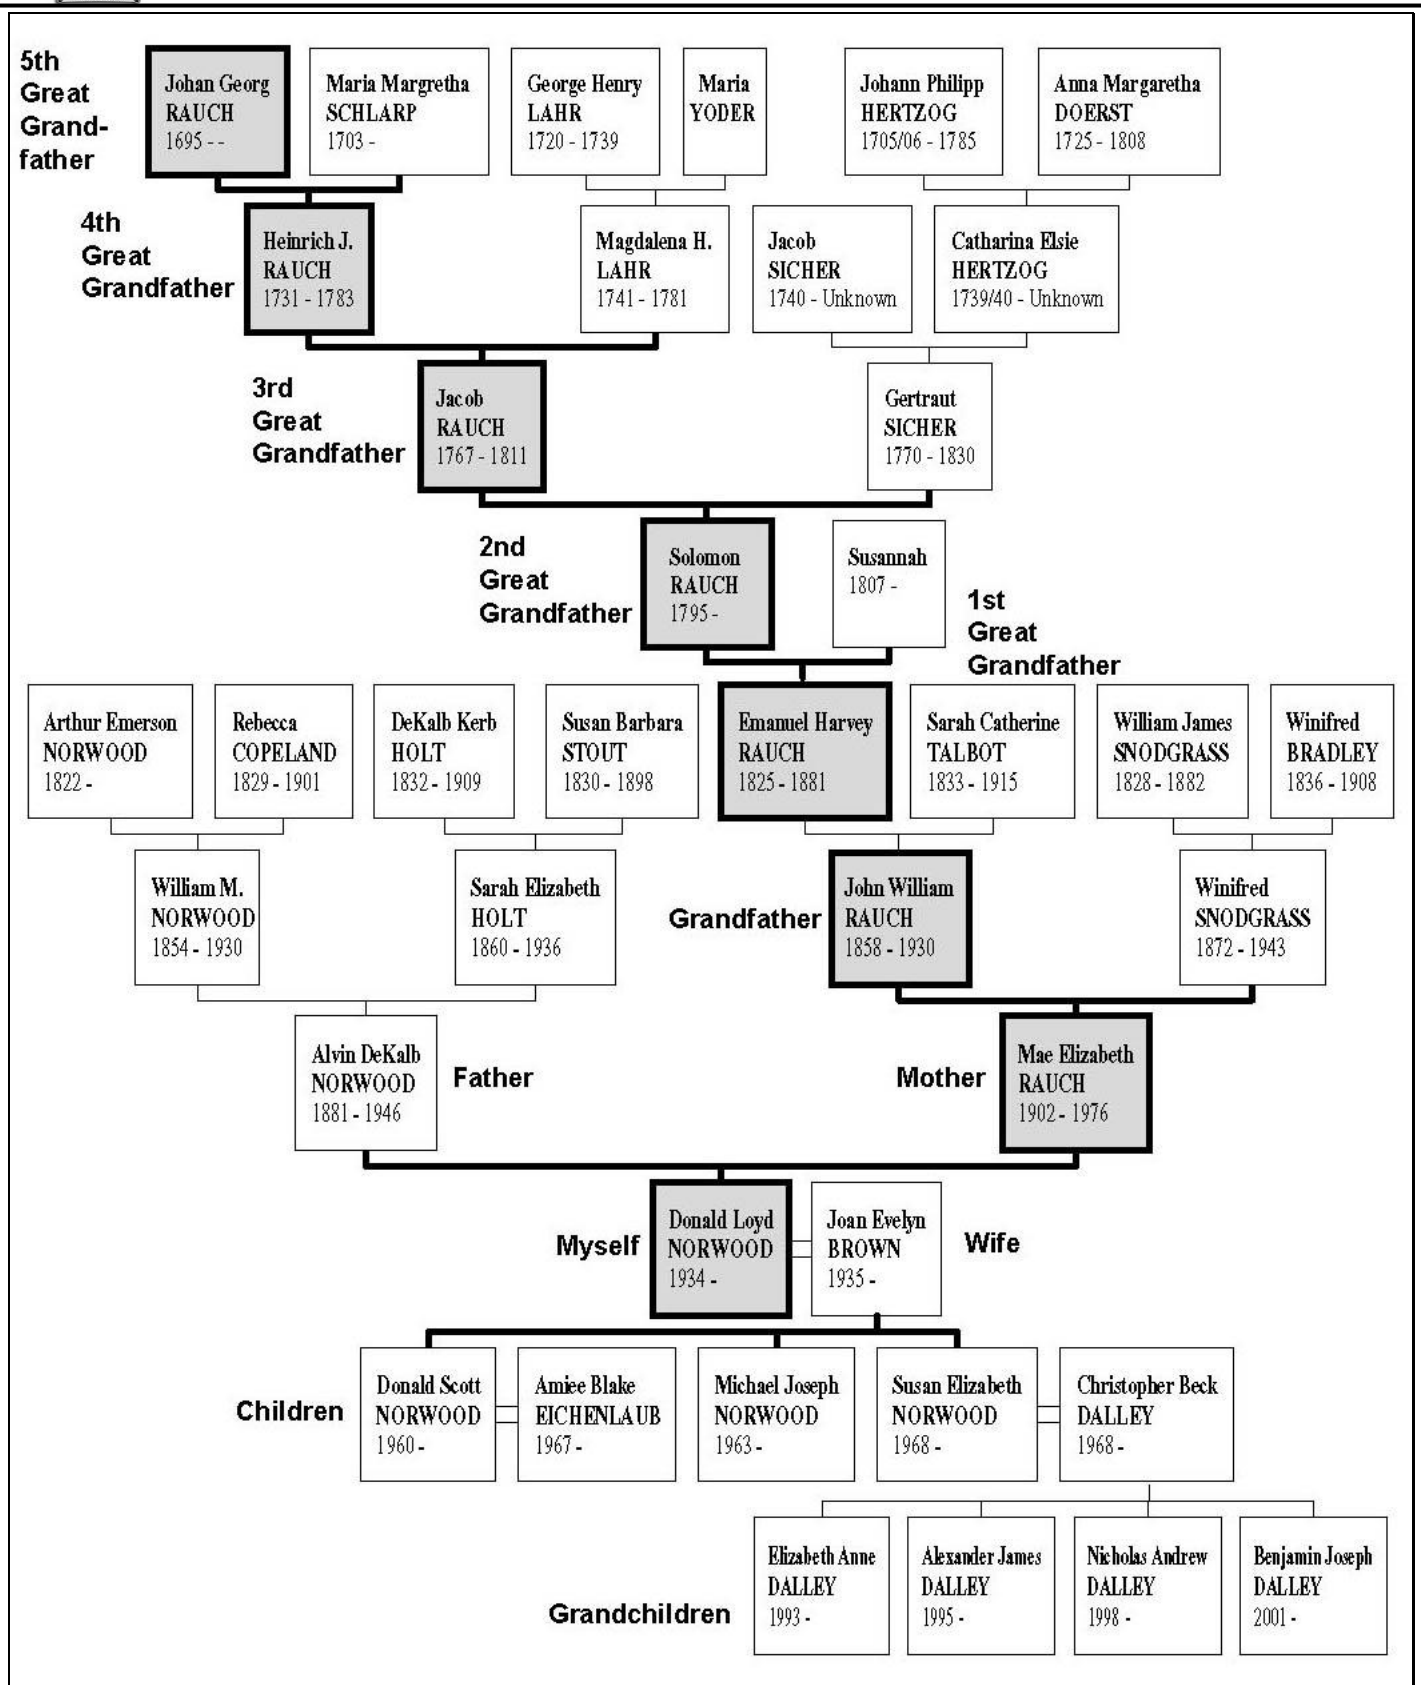 5th
Great
Grand-
father
Johan Georg
RAUCH
1695 - -
Maria Margretha
SCHLARP
1703 -
George Henry
LAHR
1720 - 1739
Maria
YODER
Johann Philipp
HERTZOG
1705/06 - 1785
Anna Margaretha
DOERST
1725 - 1808
4th
Great
Grandfather
Heinrich J.
RAUCH
1731 - 1783
Magdalena H.
LAHR
1741 - 1781
Jacob
SICHER
1740 - Unknown
Catharina Elsie
HERTZOG
1739/40 - Unknown
3rd
Great
Grandfather
Jacob
RAUCH
1767 - 1811
Gertraut
SICHER
1770 - 1830
2nd
Great
Grandfather
Solomon
RAUCH
1795 -
Susannah
1807 -
1st
Great
Grandfather
Arthur Emerson
NORWOOD
1822 -
Rebecca
COPELAND
1829 - 1901
DeKalb Kerb
HOLT
1832 - 1909
Susan Barbara
STOUT
1830 - 1898
Emanuel Harvey
RAUCH
1825 - 1881
Sarah Catherine
TALBOT
1833 - 1915
William James
SNODGRASS
1828 - 1882
Winifred
BRADLEY
1836 - 1908
William M.
NORWOOD
1854 - 1930
Sarah Elizabeth
HOLT
1860 - 1936
Grandfather
John William
RAUCH
1858 - 1930
Winifred
SNODGRASS
1872 - 1943
Alvin DeKalb
NORWOOD
1881 - 1946
Father
Mother
Mae Elizabeth
RAUCH
1902 - 1976
Myself
Donald Loyd
NORWOOD
1934 -
Joan Evelyn
BROWN
1935 -
Wife
Children
Donald Scott
NORWOOD
1960 -
Amiee Blake
EICHENLAUB
1967 -
Michael Joseph
NORWOOD
1963 -
Susan Elizabeth
NORWOOD
1968 -
Christopher Beck
DALLEY
1968 -
Grandchildren
Elizabeth Anne
DALLEY
1993 -
Alexander James
DALLEY
1995 -
Nicholas Andrew
DALLEY
1998 -
Benjamin Joseph
DALLEY
2001 -